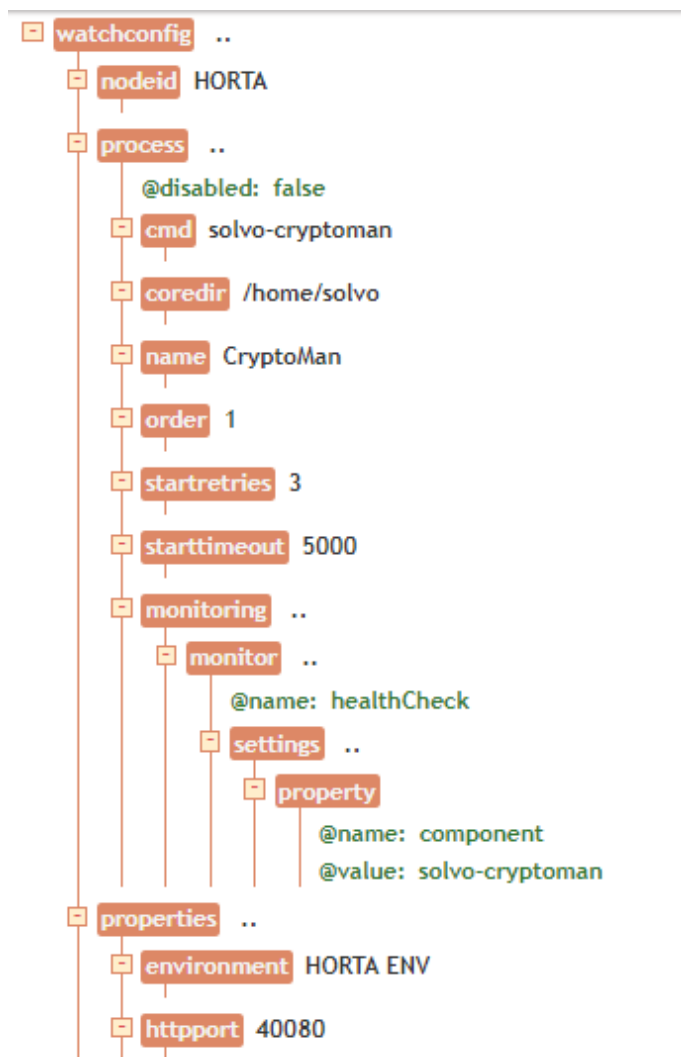 watchconfig ..
nodeid HORTA
process ..
@disabled: false
cmd solvo-cryptoman
coredir /home/solvo
name CryptoMan
order 1
startretries 3
starttimeout 5000
monitoring ..
monitor ..
@name: healthCheck
settings ..
property
@name: component
@value: solvo-cryptoman
properties ..
environment HORTA ENV
httpport 40080